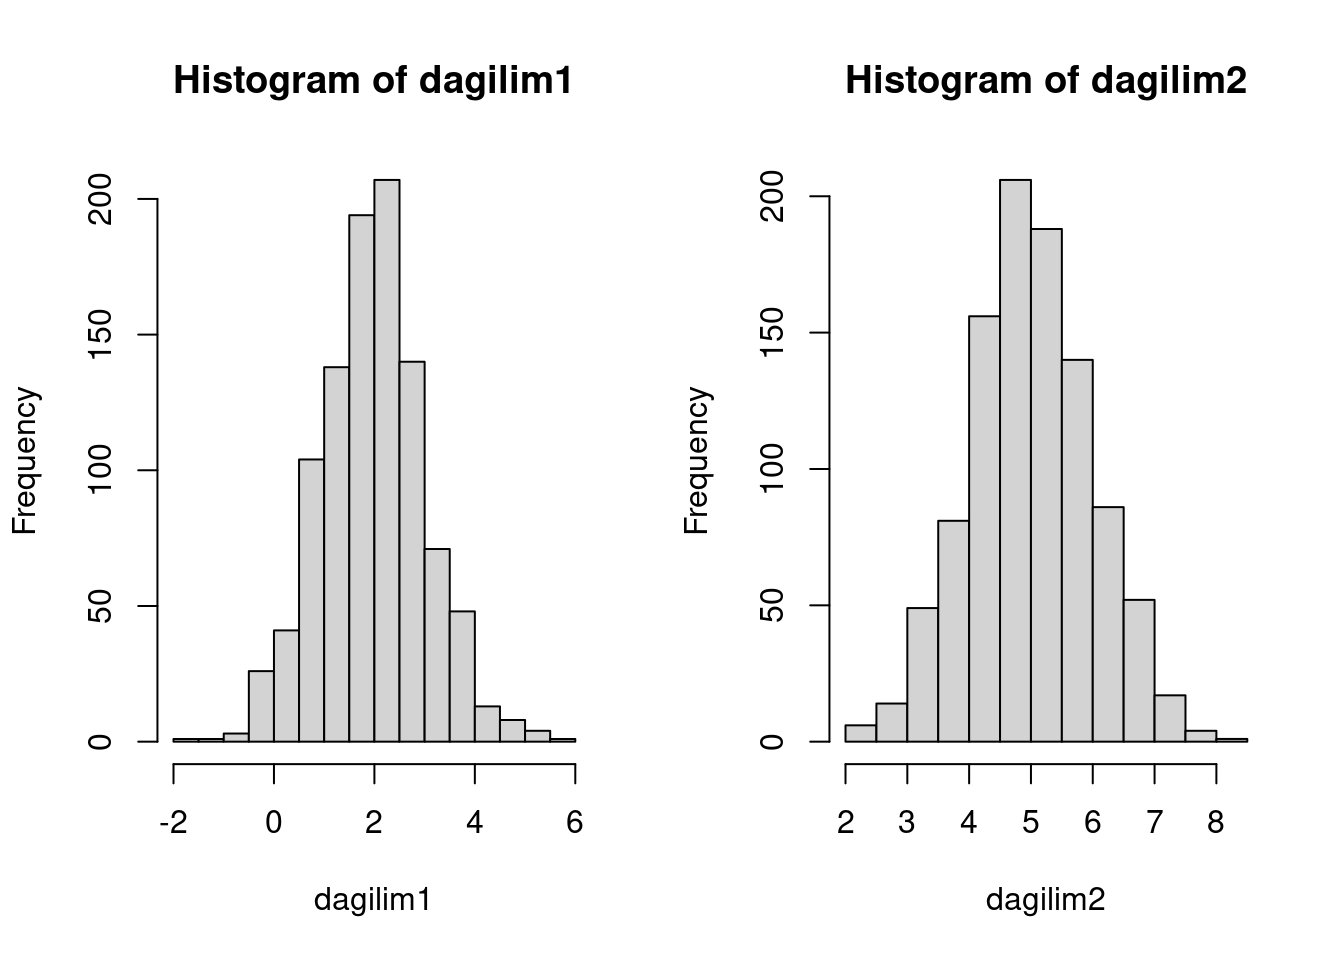 Histogram of dagilim1
Frequency
200
150
100
50
0
-2 0 2 4 6
dagilim1
Histogram of dagilim2
Frequency
200
150
100
50
0
2 3 4 5 6 7 8
dagilim2